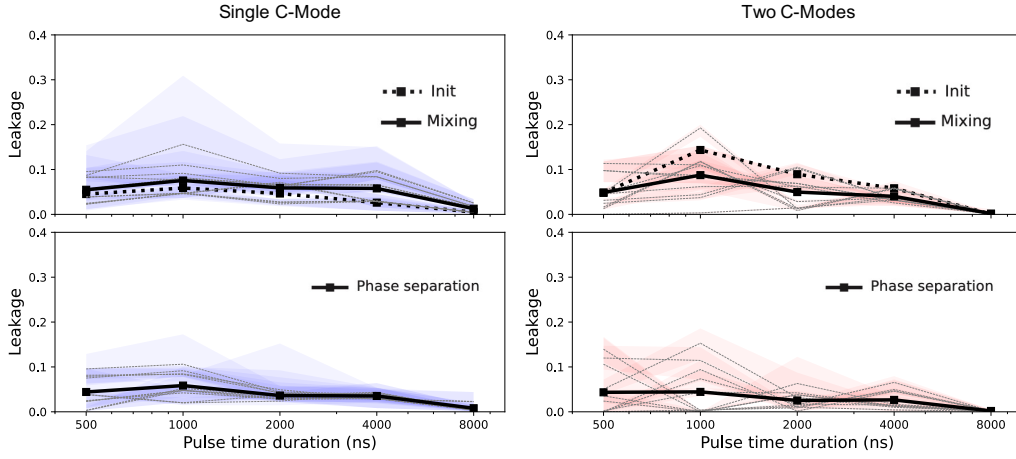 Single C-Mode
Two C-Modes
0.4
0.3
0.2
0.1
0.0
Leakage
Init
Mixing
0.4
0.3
0.2
0.1
0.0
Leakage
Init
Mixing
0.4
0.3
0.2
0.1
0.0
Leakage
Phase separation
500
1000
2000
4000
8000
Pulse time duration (ns)
0.4
0.3
0.2
0.1
0.0
Leakage
Phase separation
500
1000
2000
4000
8000
Pulse time duration (ns)